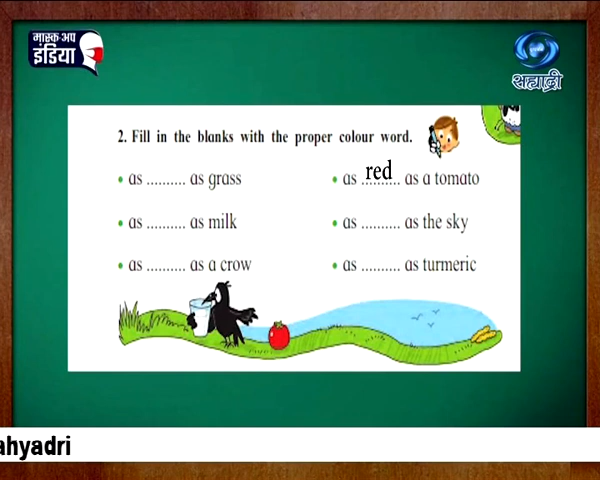 मास्क अप
इंडिया
सह्याद्री
2. Fill in the blanks with the proper colour word.
• as .......... as grass
• as red .......... as a tomato
• as .......... as milk
• as .......... as the sky
• as .......... as a crow
• as .......... as turmeric
ahyadri